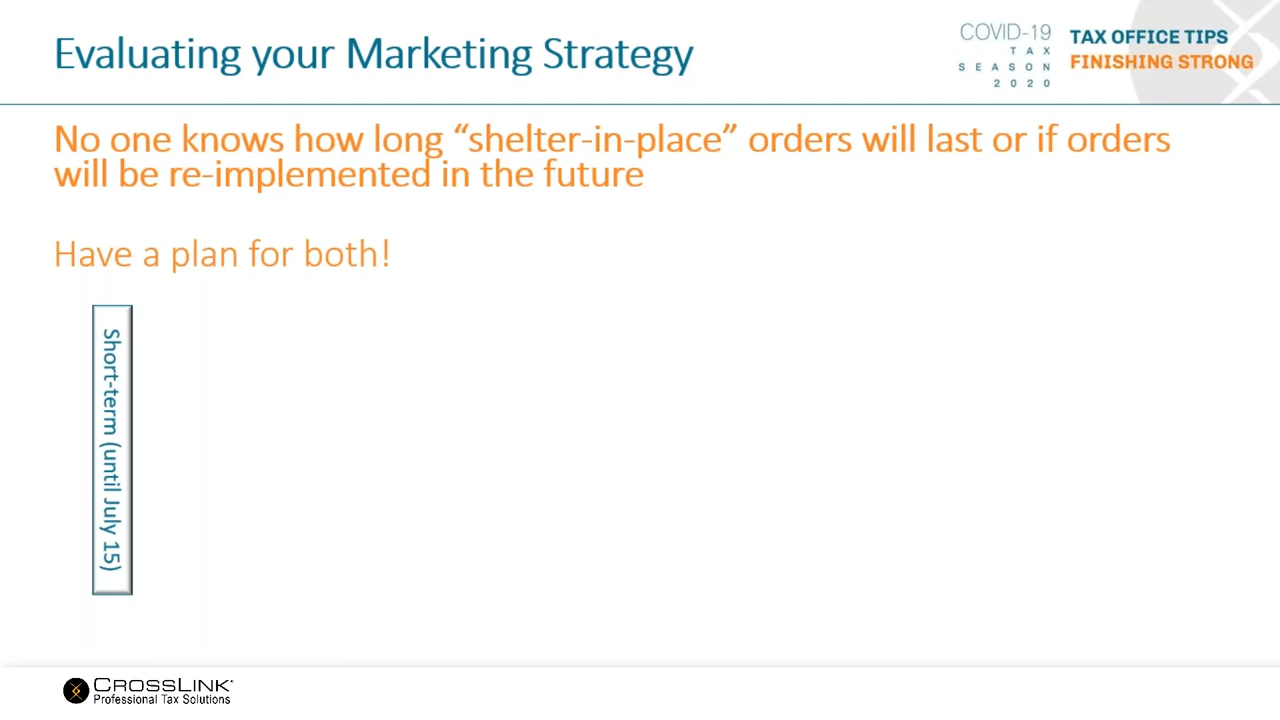 Evaluating your Marketing Strategy
COVID-19
TAX
SEASON
2020
TAX OFFICE TIPS
FINISHING STRONG
No one knows how long “shelter-in-place” orders will last or if orders
will be re-implemented in the future
Have a plan for both!
Short-term (until July 15)
CROSSLINK
Professional Tax Solutions